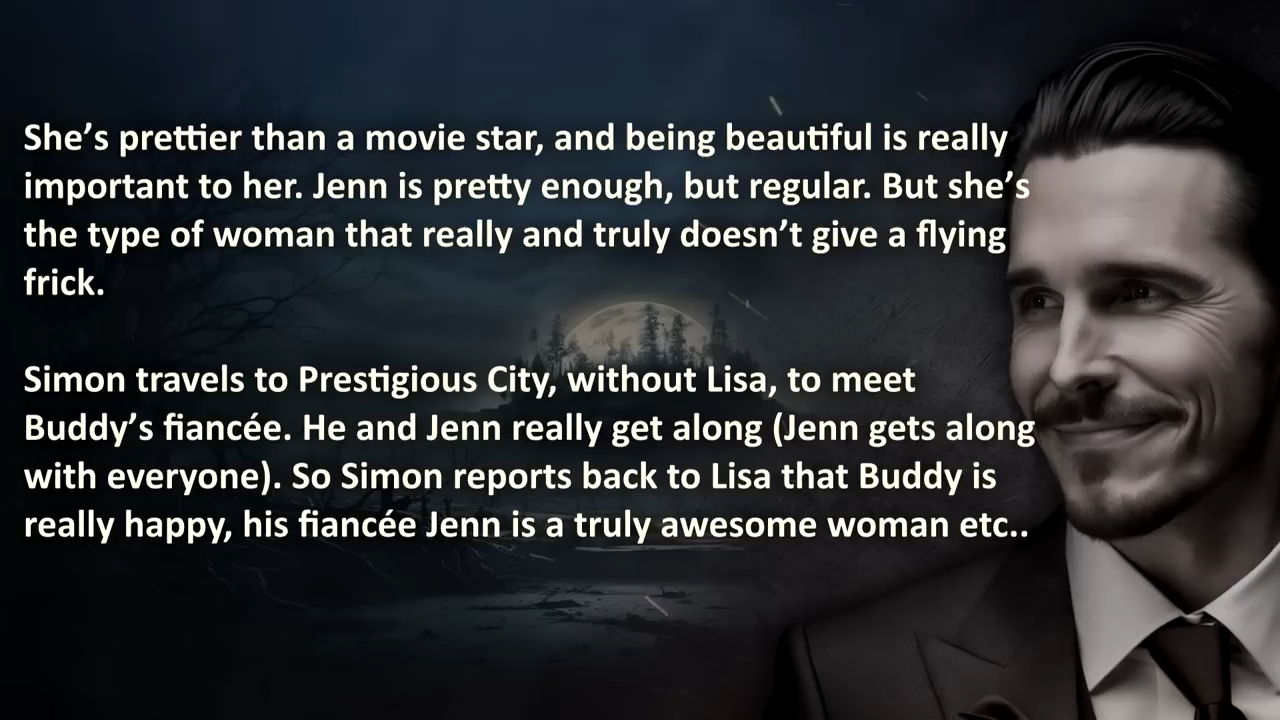 She’s prettier than a movie star, and being beautiful is really
important to her. Jenn is pretty enough, but regular. But she’s
the type of woman that really and truly doesn’t give a flying
frick.
Simon travels to Prestigious City, without Lisa, to meet
Buddy’s fiancée. He and Jenn really get along (Jenn gets along
with everyone). So Simon reports back to Lisa that Buddy is
really happy, his fiancée Jenn is a truly awesome woman etc..